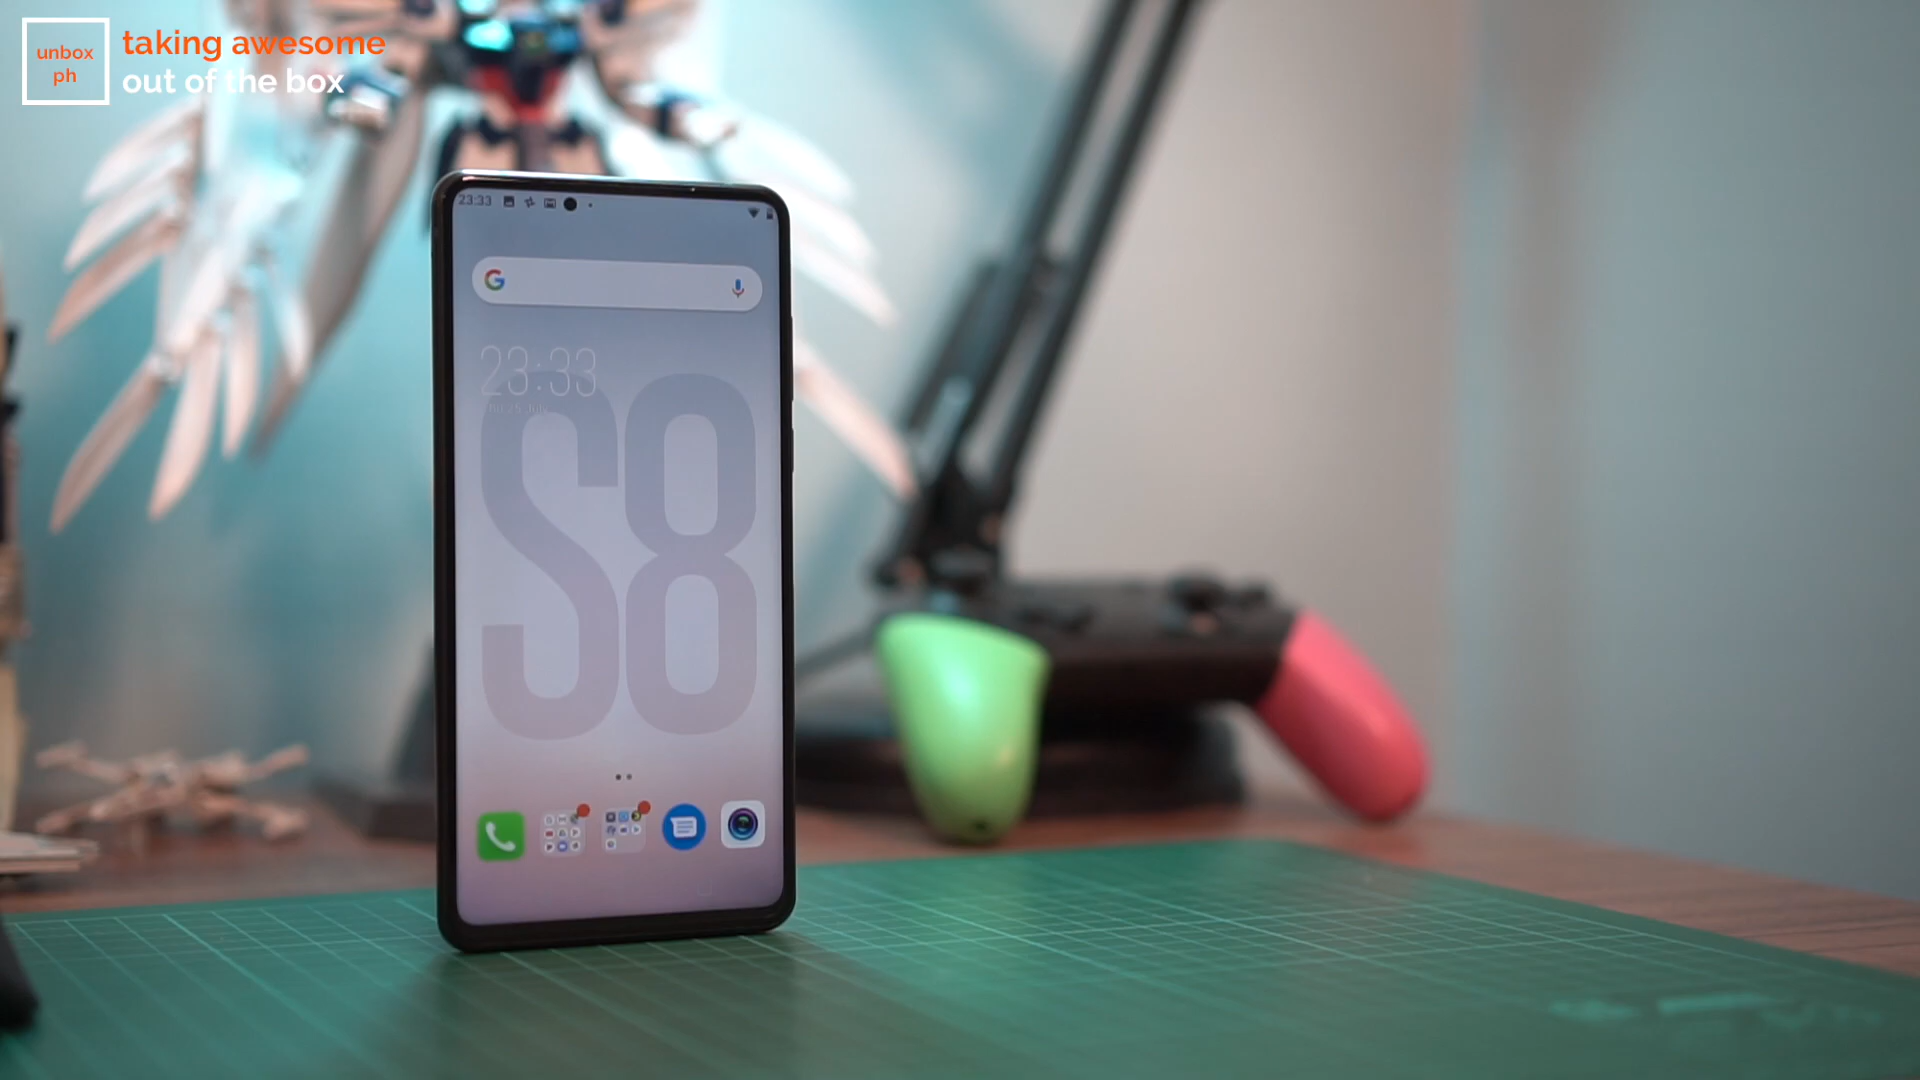 unbox
ph
taking awesome
out of the box
23:33
23:33
S8